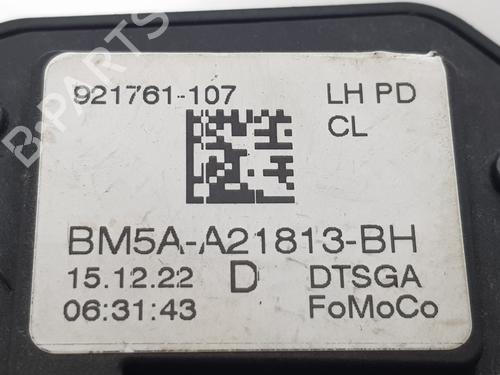 921761-107 LH PD
CL
BM5A-A21813-BH
15.12.22 D DTSGA
06:31:43 FoMoCo
B-PARTS